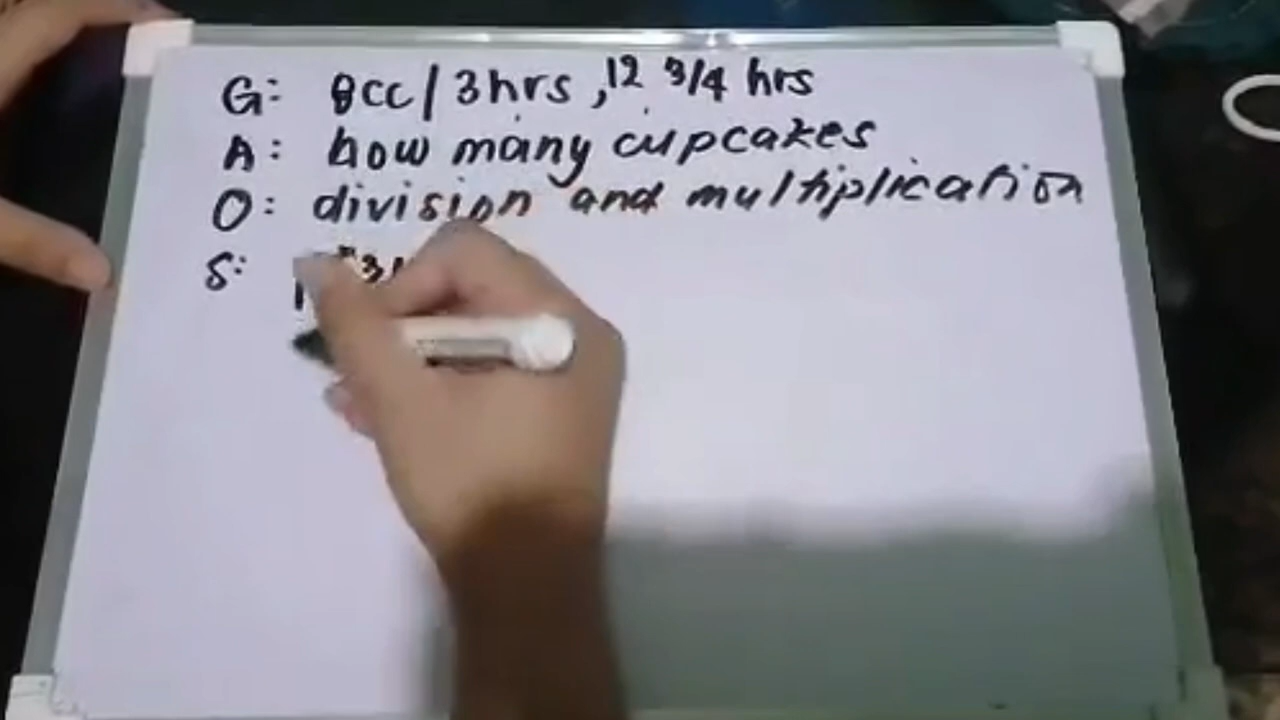 G: 8cc/3hrs, 12 3/4 hrs
A: how many cupcakes
O: division and multiplication
S: